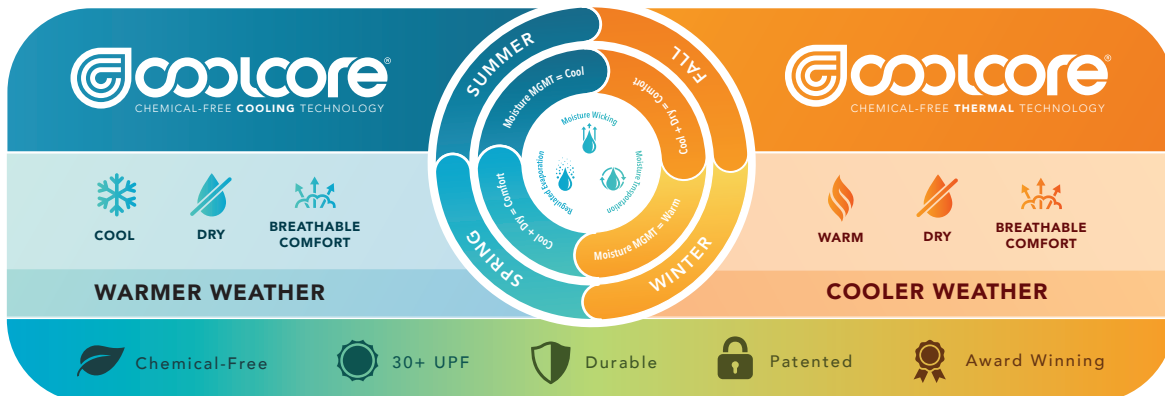 coolcore®
CHEMICAL-FREE COOLING TECHNOLOGY
COOL
DRY
BREATHABLE
COMFORT
WARMER WEATHER
SUMMER
FALL
WINTER
SPRING
Moisture MGMT = Cool
Cool + Dry = Comfort
Moisture MGMT = Warm
Cool + Dry = Comfort
Moisture Wicking
Moisture Trnsportation
Regulated Evaporation
coolcore®
CHEMICAL-FREE THERMAL TECHNOLOGY
WARM
DRY
BREATHABLE
COMFORT
COOLER WEATHER
Chemical-Free
30+ UPF
Durable
Patented
Award Winning